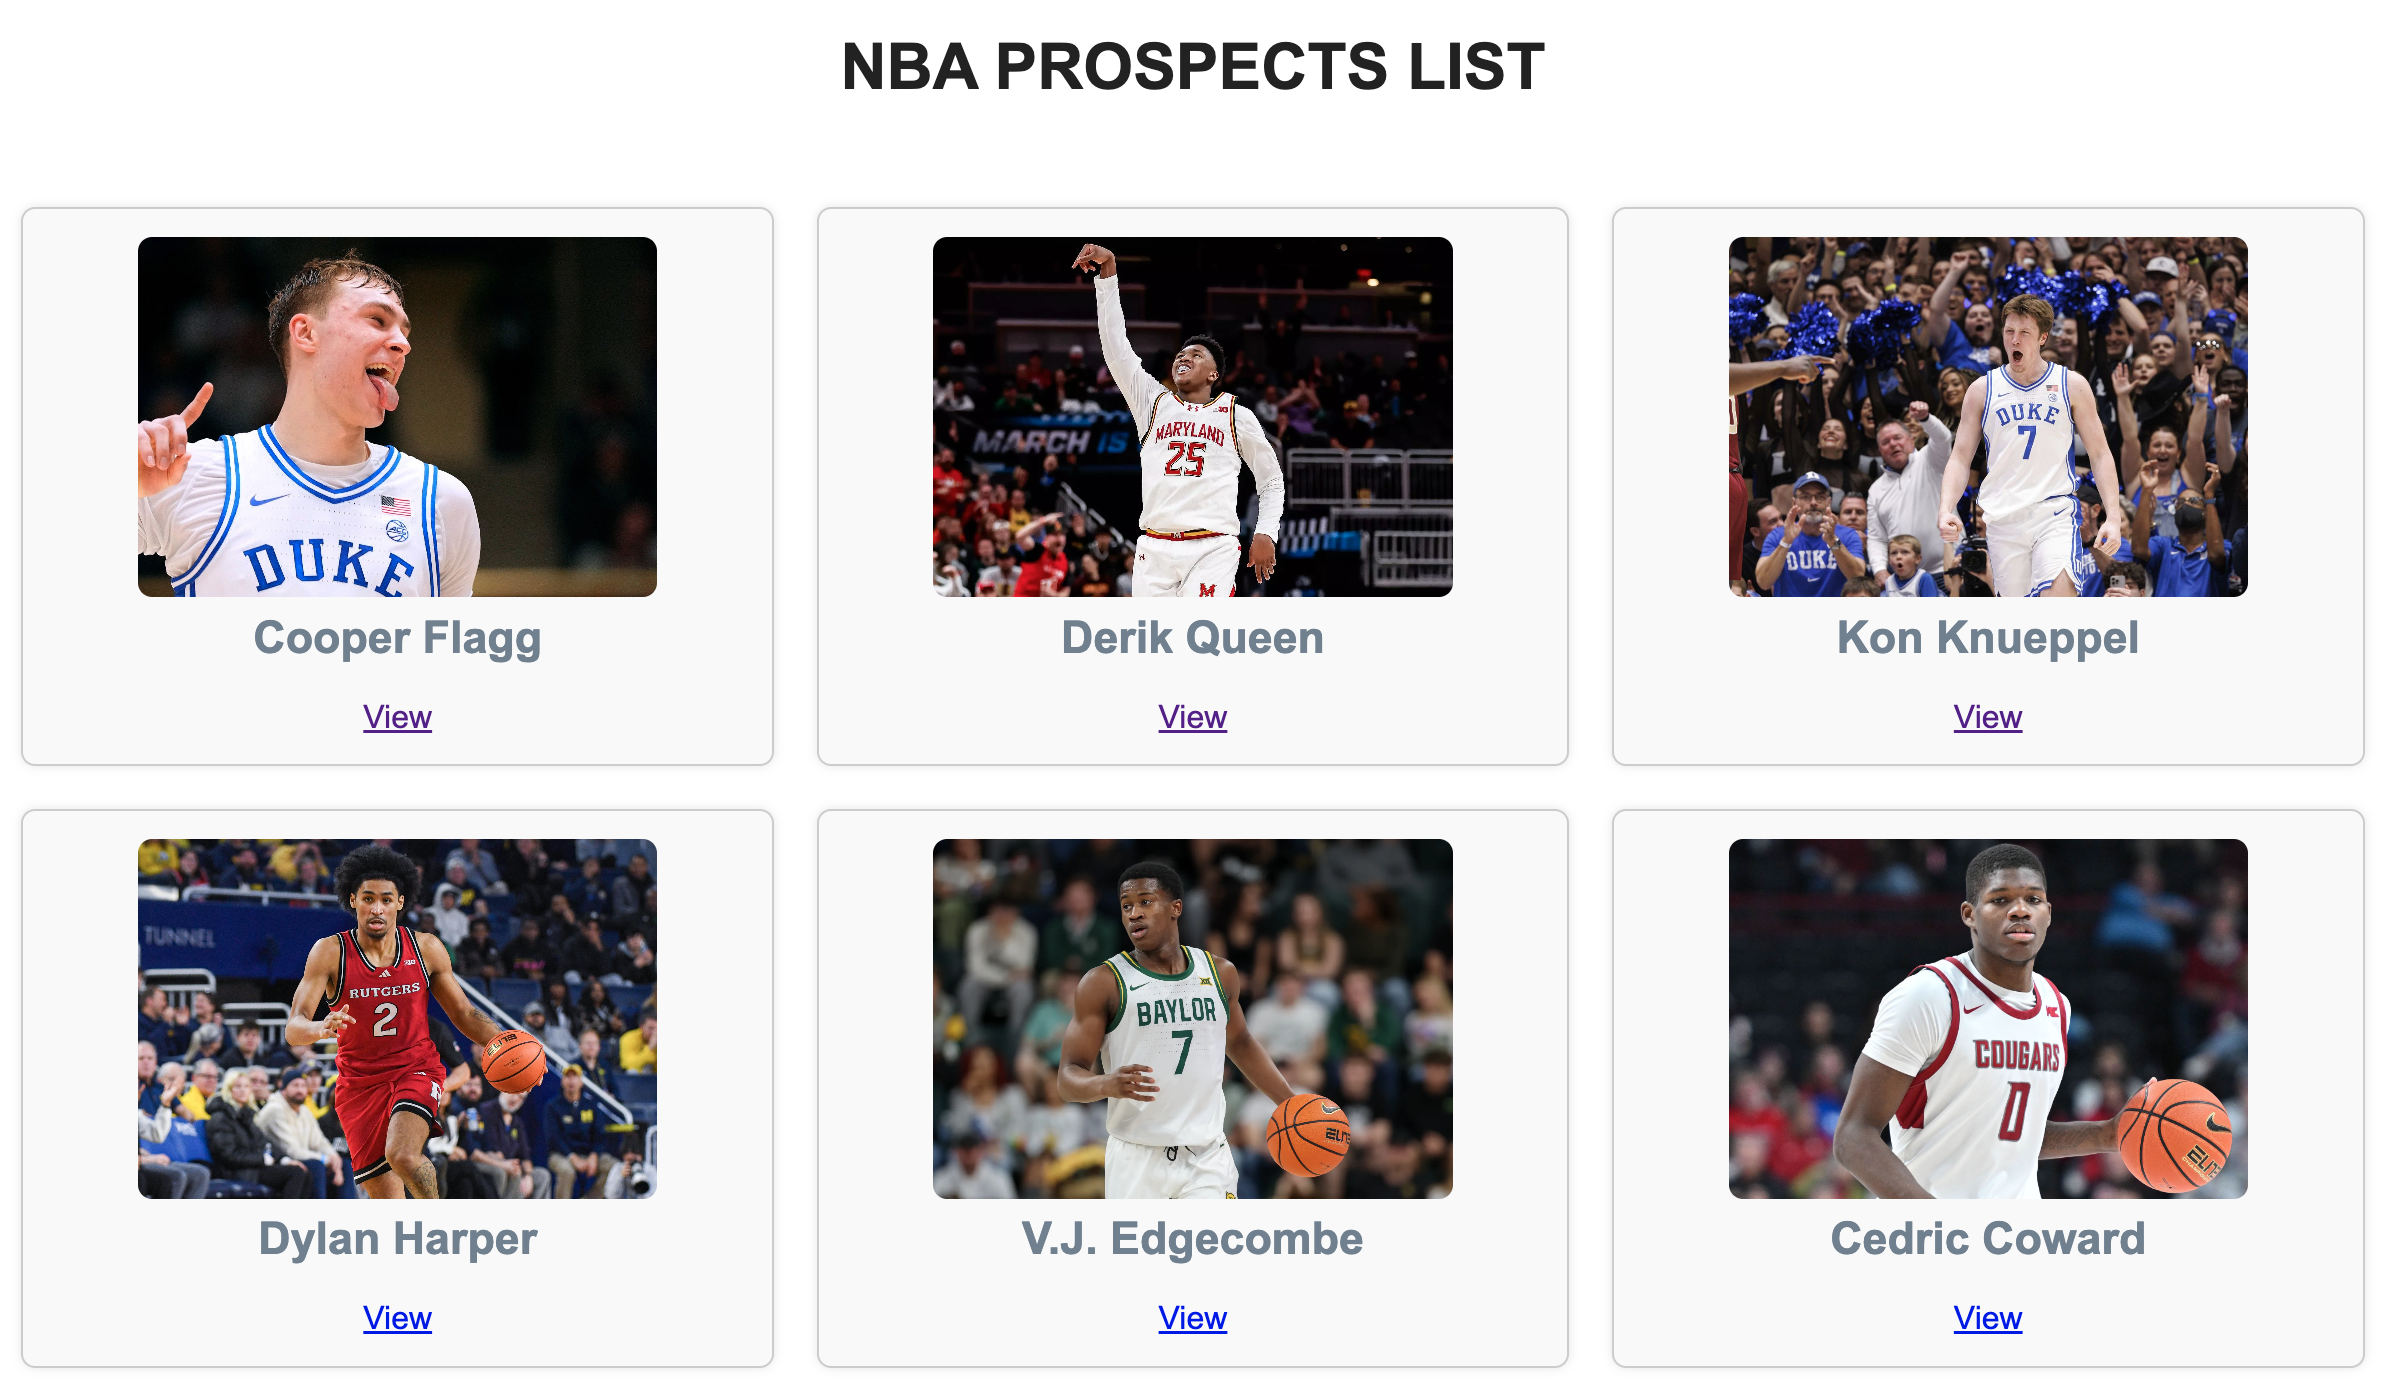 NBA PROSPECTS LIST
DUKE
MARCH IS
MARYLAND
25
DUKE
7
DUKE
Cooper Flagg
Derik Queen
Kon Knueppel
View
View
View
TUNNEL
RUTGERS
2
ELITE
BAYLOR
7
COUGARS
0
Dylan Harper
V.J. Edgecombe
Cedric Coward
View
View
View